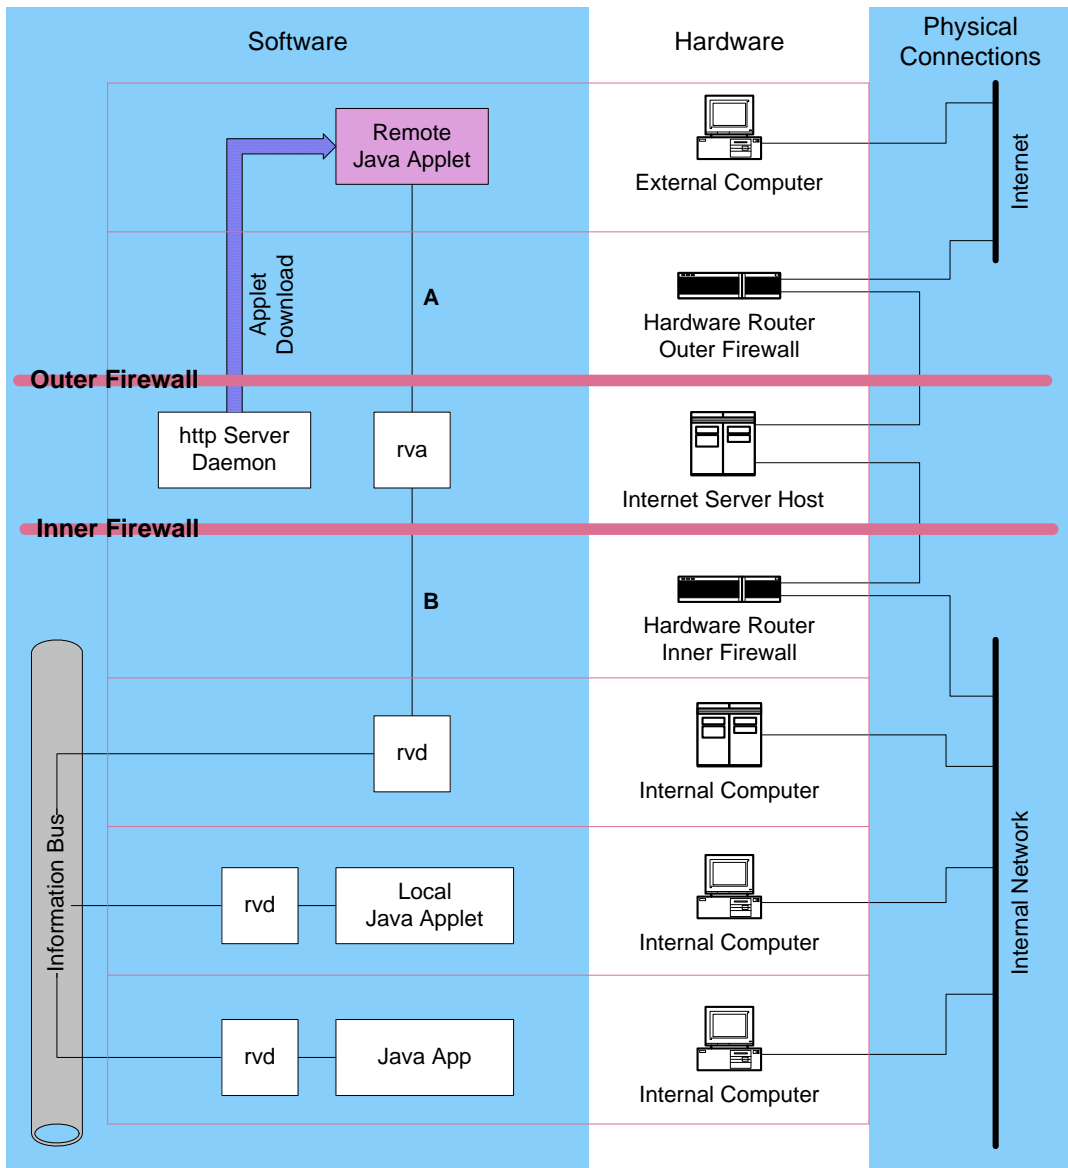 Software
Hardware
Physical
Connections
Remote
Java Applet
External Computer
Internet
Applet
Download
A
Hardware Router
Outer Firewall
Outer Firewall
http Server
Daemon
rva
Internet Server Host
Inner Firewall
B
Hardware Router
Inner Firewall
rvd
Internal Computer
Information Bus
rvd
Local
Java Applet
Internal Computer
Internal Network
rvd
Java App
Internal Computer